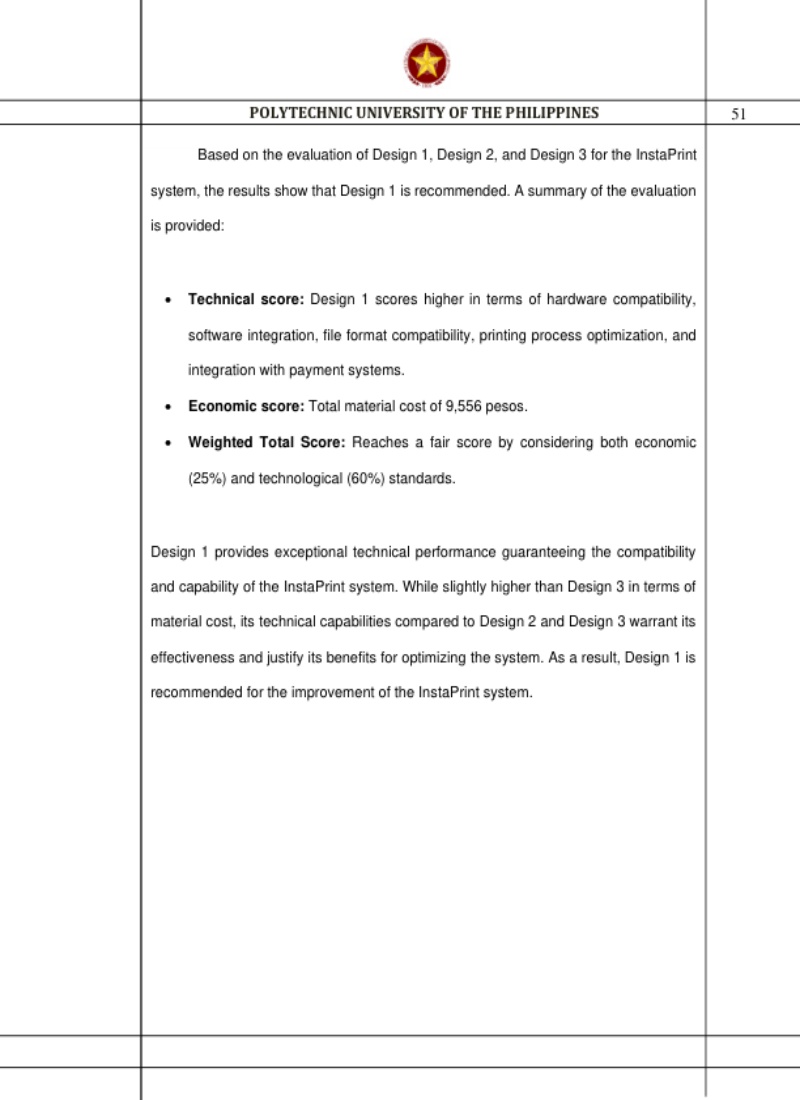 POLYTECHNIC UNIVERSITY OF THE PHILIPPINES
51
Based on the evaluation of Design 1, Design 2, and Design 3 for the InstaPrint
system, the results show that Design 1 is recommended. A summary of the evaluation
is provided:
• Technical score: Design 1 scores higher in terms of hardware compatibility,
software integration, file format compatibility, printing process optimization, and
integration with payment systems.
• Economic score: Total material cost of 9,556 pesos.
• Weighted Total Score: Reaches a fair score by considering both economic
(25%) and technological (60%) standards.
Design 1 provides exceptional technical performance guaranteeing the compatibility
and capability of the InstaPrint system. While slightly higher than Design 3 in terms of
material cost, its technical capabilities compared to Design 2 and Design 3 warrant its
effectiveness and justify its benefits for optimizing the system. As a result, Design 1 is
recommended for the improvement of the InstaPrint system.